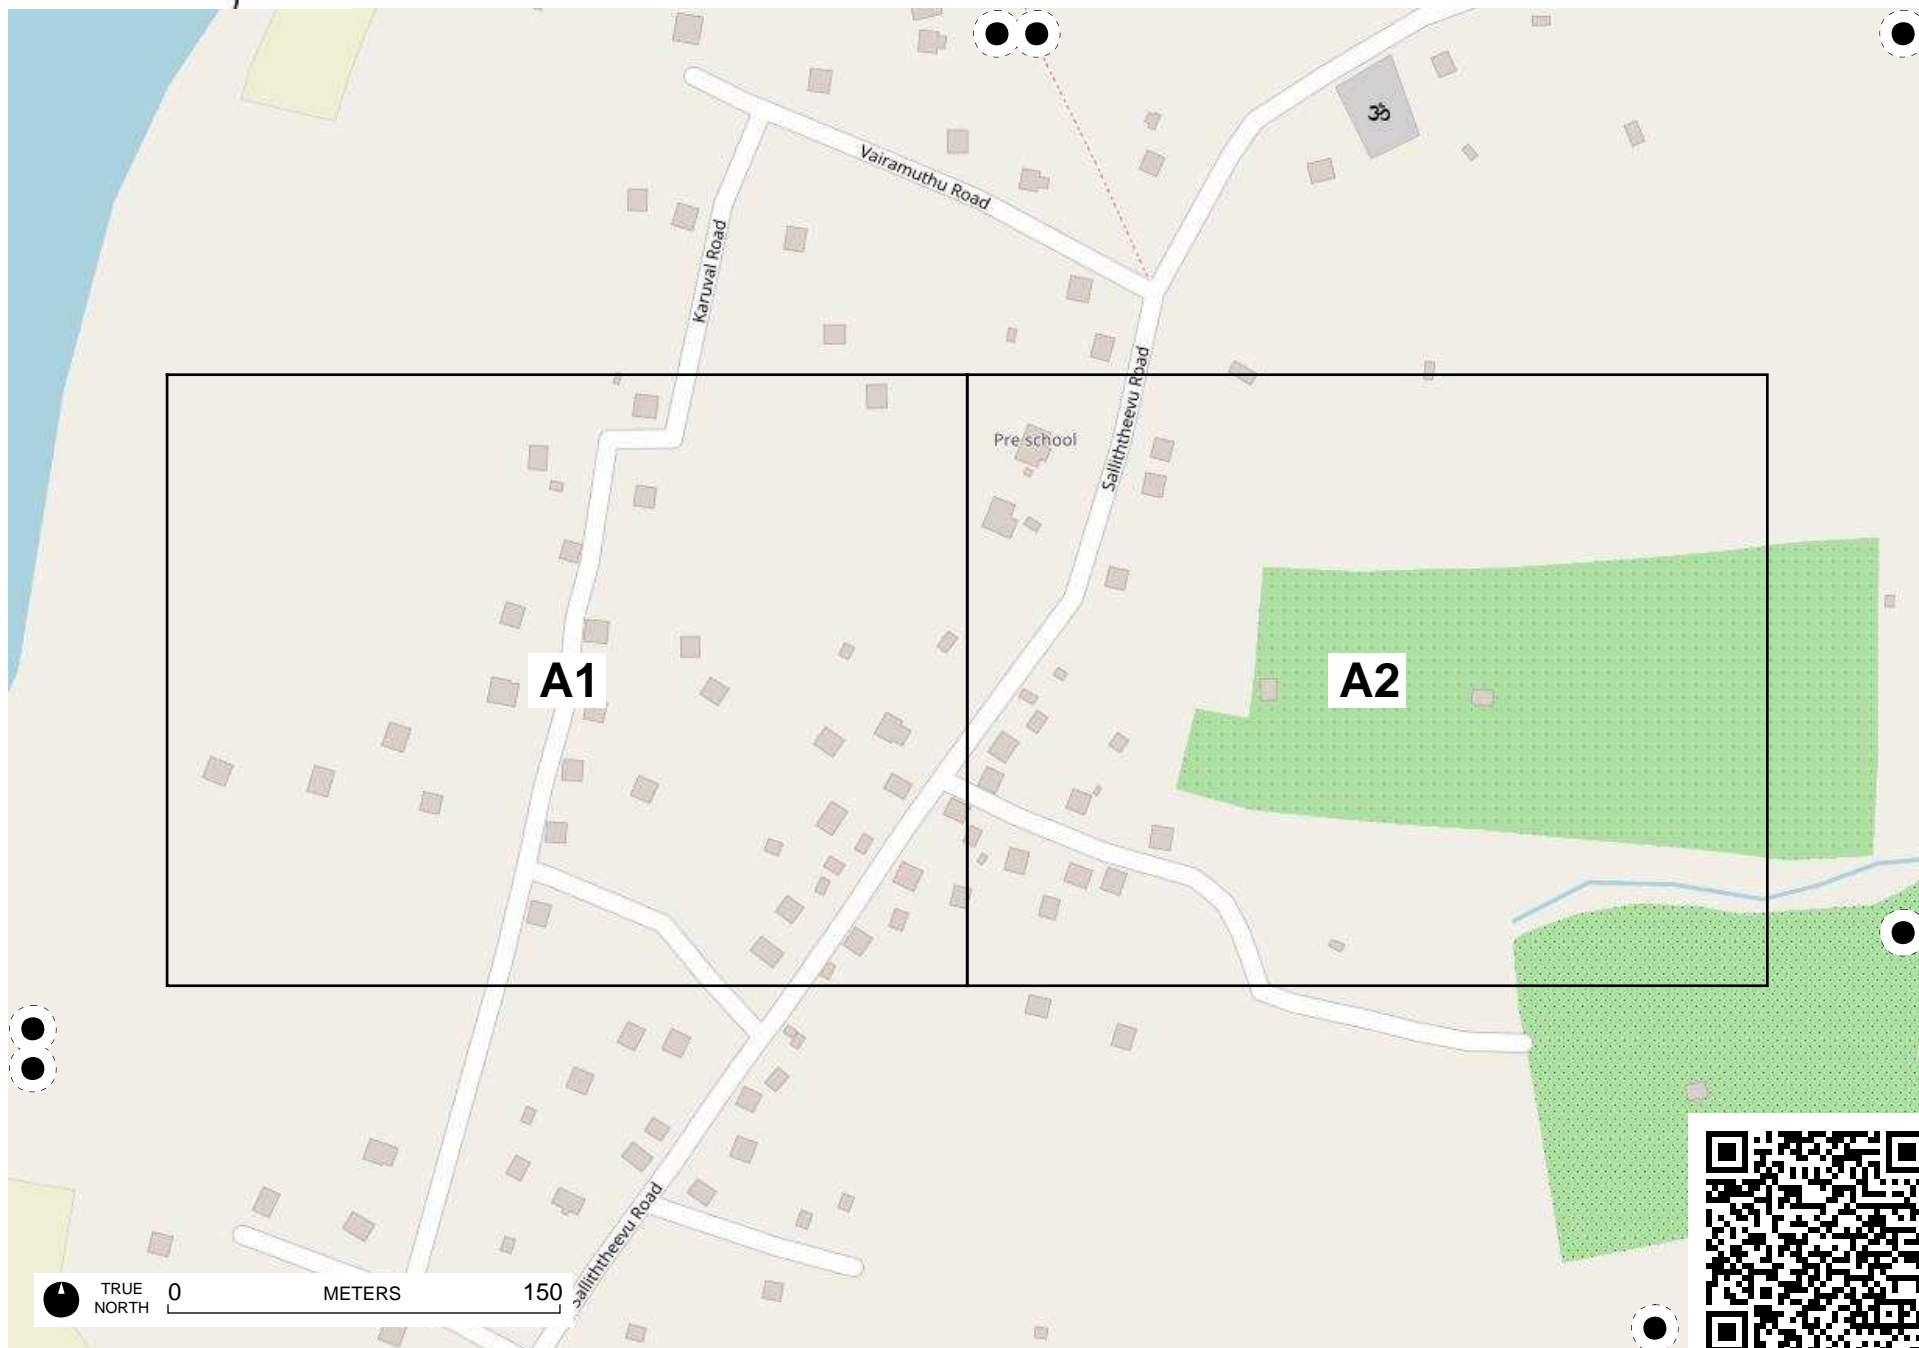 ॐ
Vairamuthu Road
Karuval Road
Salliththeevu Road
Pre school
A1
A2
Salliththeevu Road
TRUE
NORTH
0 METERS 150